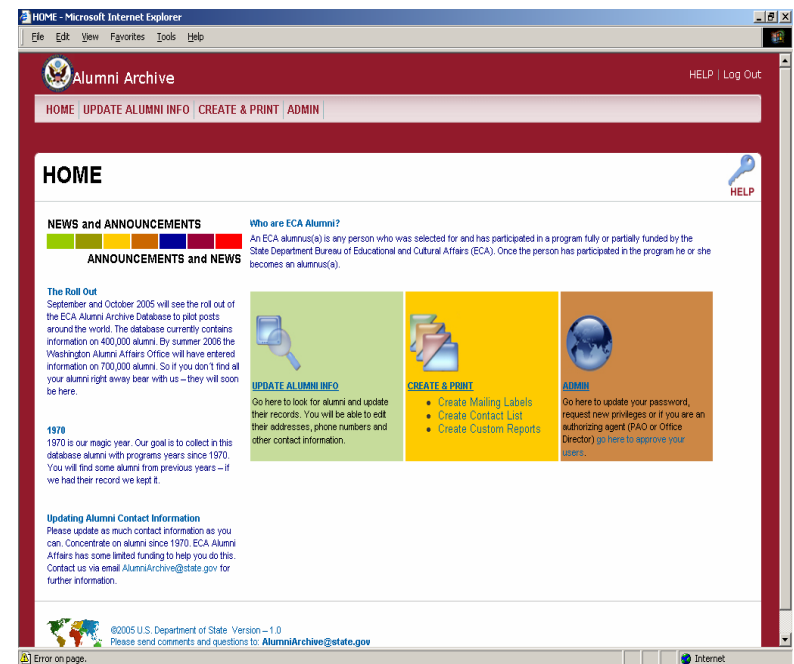 HOME - Microsoft Internet Explorer
File Edit View Favorites Tools Help
Alumni Archive
HELP | Log Out
HOME UPDATE ALUMNI INFO CREATE & PRINT ADMIN
HOME
HELP
NEWS and ANNOUNCEMENTS
ANNOUNCEMENTS and NEWS
The Roll Out
September and October 2005 will see the roll out of
the ECA Alumni Archive Database to pilot posts
around the world. The database currently contains
information on 400,000 alumni. By summer 2006 the
Washington Alumni Affairs Office will have entered
information on 700,000 alumni. So if you don't find all
your alumni right away bear with us – they will soon
be here.
1970
1970 is our magic year. Our goal is to collect in this
database alumni with programs years since 1970.
You will find some alumni from previous years – if
we had their record we kept it.
Updating Alumni Contact Information
Please update as much contact information as you
can. Concentrate on alumni since 1970. ECA Alumni
Affairs has some limited funding to help you do this.
Contact us via email AlumniArchive@state.gov for
further information.
Who are ECA Alumni?
An ECA alumnus(a) is any person who was selected for and has participated in a program fully or partially funded by the
State Department Bureau of Educational and Cultural Affairs (ECA). Once the person has participated in the program he or she
becomes an alumnus(a).
UPDATE ALUMNI INFO
Go here to look for alumni and update
their records. You will be able to edit
their addresses, phone numbers and
other contact information.
CREATE & PRINT
• Create Mailing Labels
• Create Contact List
• Create Custom Reports
ADMIN
Go here to update your password,
request new privileges or if you are an
authorizing agent (PAO or Office
Director) go here to approve your
users.
©2005 U.S. Department of State Version – 1.0
Please send comments and questions to: AlumniArchive@state.gov
Error on page.
Internet